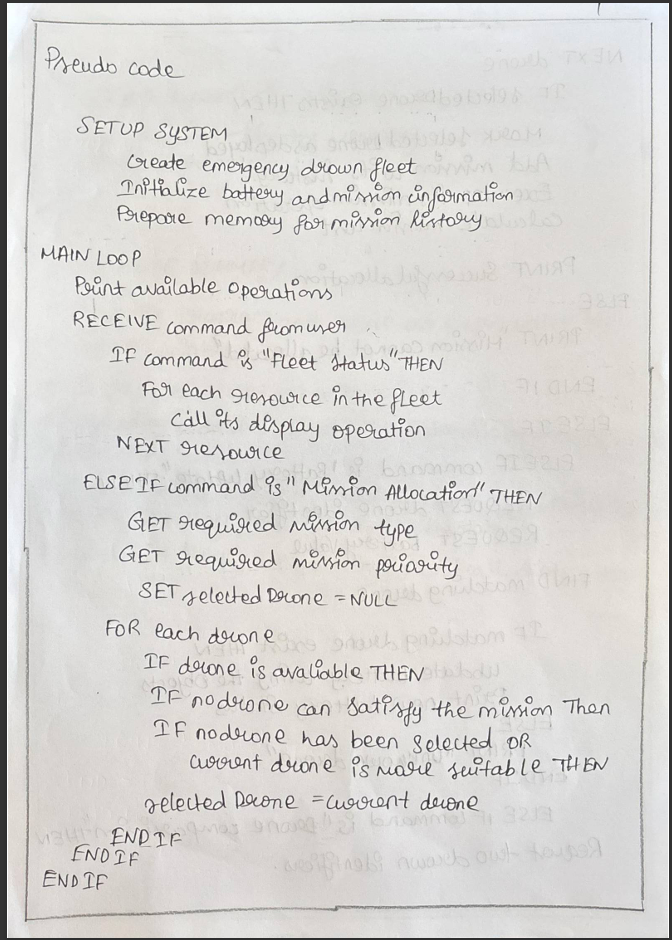 Pseudo code
SETUP SYSTEM
Create emergency drown fleet
Initialize battery and mission information
Prepare memory for mission history
MAIN LOOP
Print available operations
RECEIVE command from user
IF command is "fleet status" THEN
For each resource in the fleet
Call its display operation
NEXT resource
ELSE IF command is "Mission Allocation" THEN
GET required mission type
GET required mission priority
SET selected Drone = NULL
FOR each drone
IF drone is avaliable THEN
IF no drone can satisfy the mission Then
IF no drone has been selected OR
current drone is more suitable THEN
selected Drone = current drone
END IF
END IF
END IF